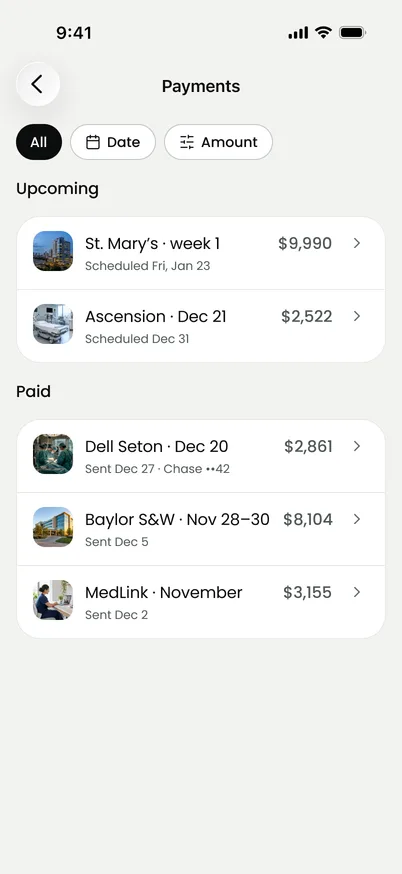 9:41
Payments
All
Date
Amount
Upcoming
St. Mary’s · week 1
$9,990
Scheduled Fri, Jan 23
Ascension · Dec 21
$2,522
Scheduled Dec 31
Paid
Dell Seton · Dec 20
$2,861
Sent Dec 27 · Chase ••42
Baylor S&W · Nov 28–30
$8,104
Sent Dec 5
MedLink · November
$3,155
Sent Dec 2